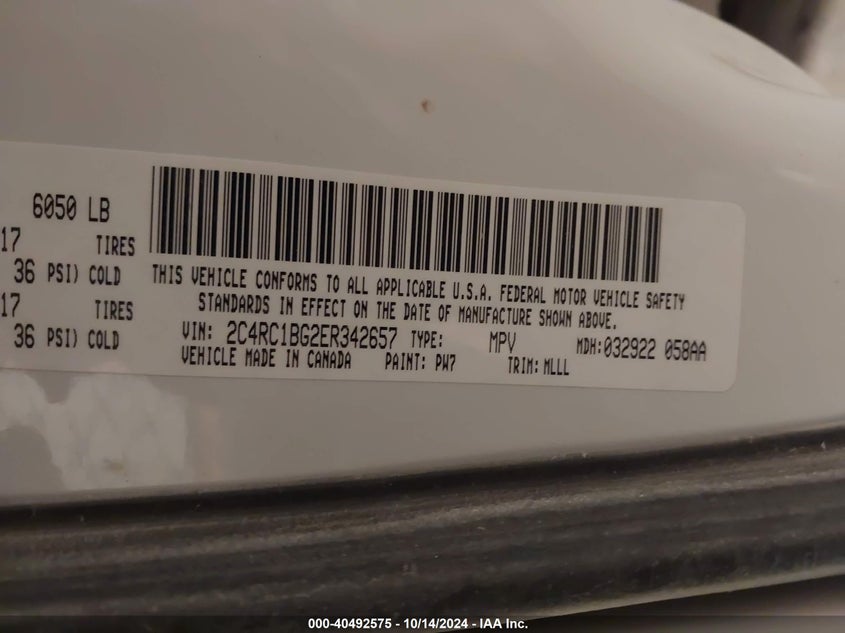 6050 LB
17 TIRES
36 PSI) COLD
17 TIRES
36 PSI) COLD
THIS VEHICLE CONFORMS TO ALL APPLICABLE U.S.A. FEDERAL MOTOR VEHICLE SAFETY
STANDARDS IN EFFECT ON THE DATE OF MANUFACTURE SHOWN ABOVE.
VIN: 2C4RC1BG2ER342657 TYPE: MPV MDH:032922 058AA
VEHICLE MADE IN CANADA PAINT: PW7 TRIM: MLLL
000-40492575 - 10/14/2024 - IAA Inc.